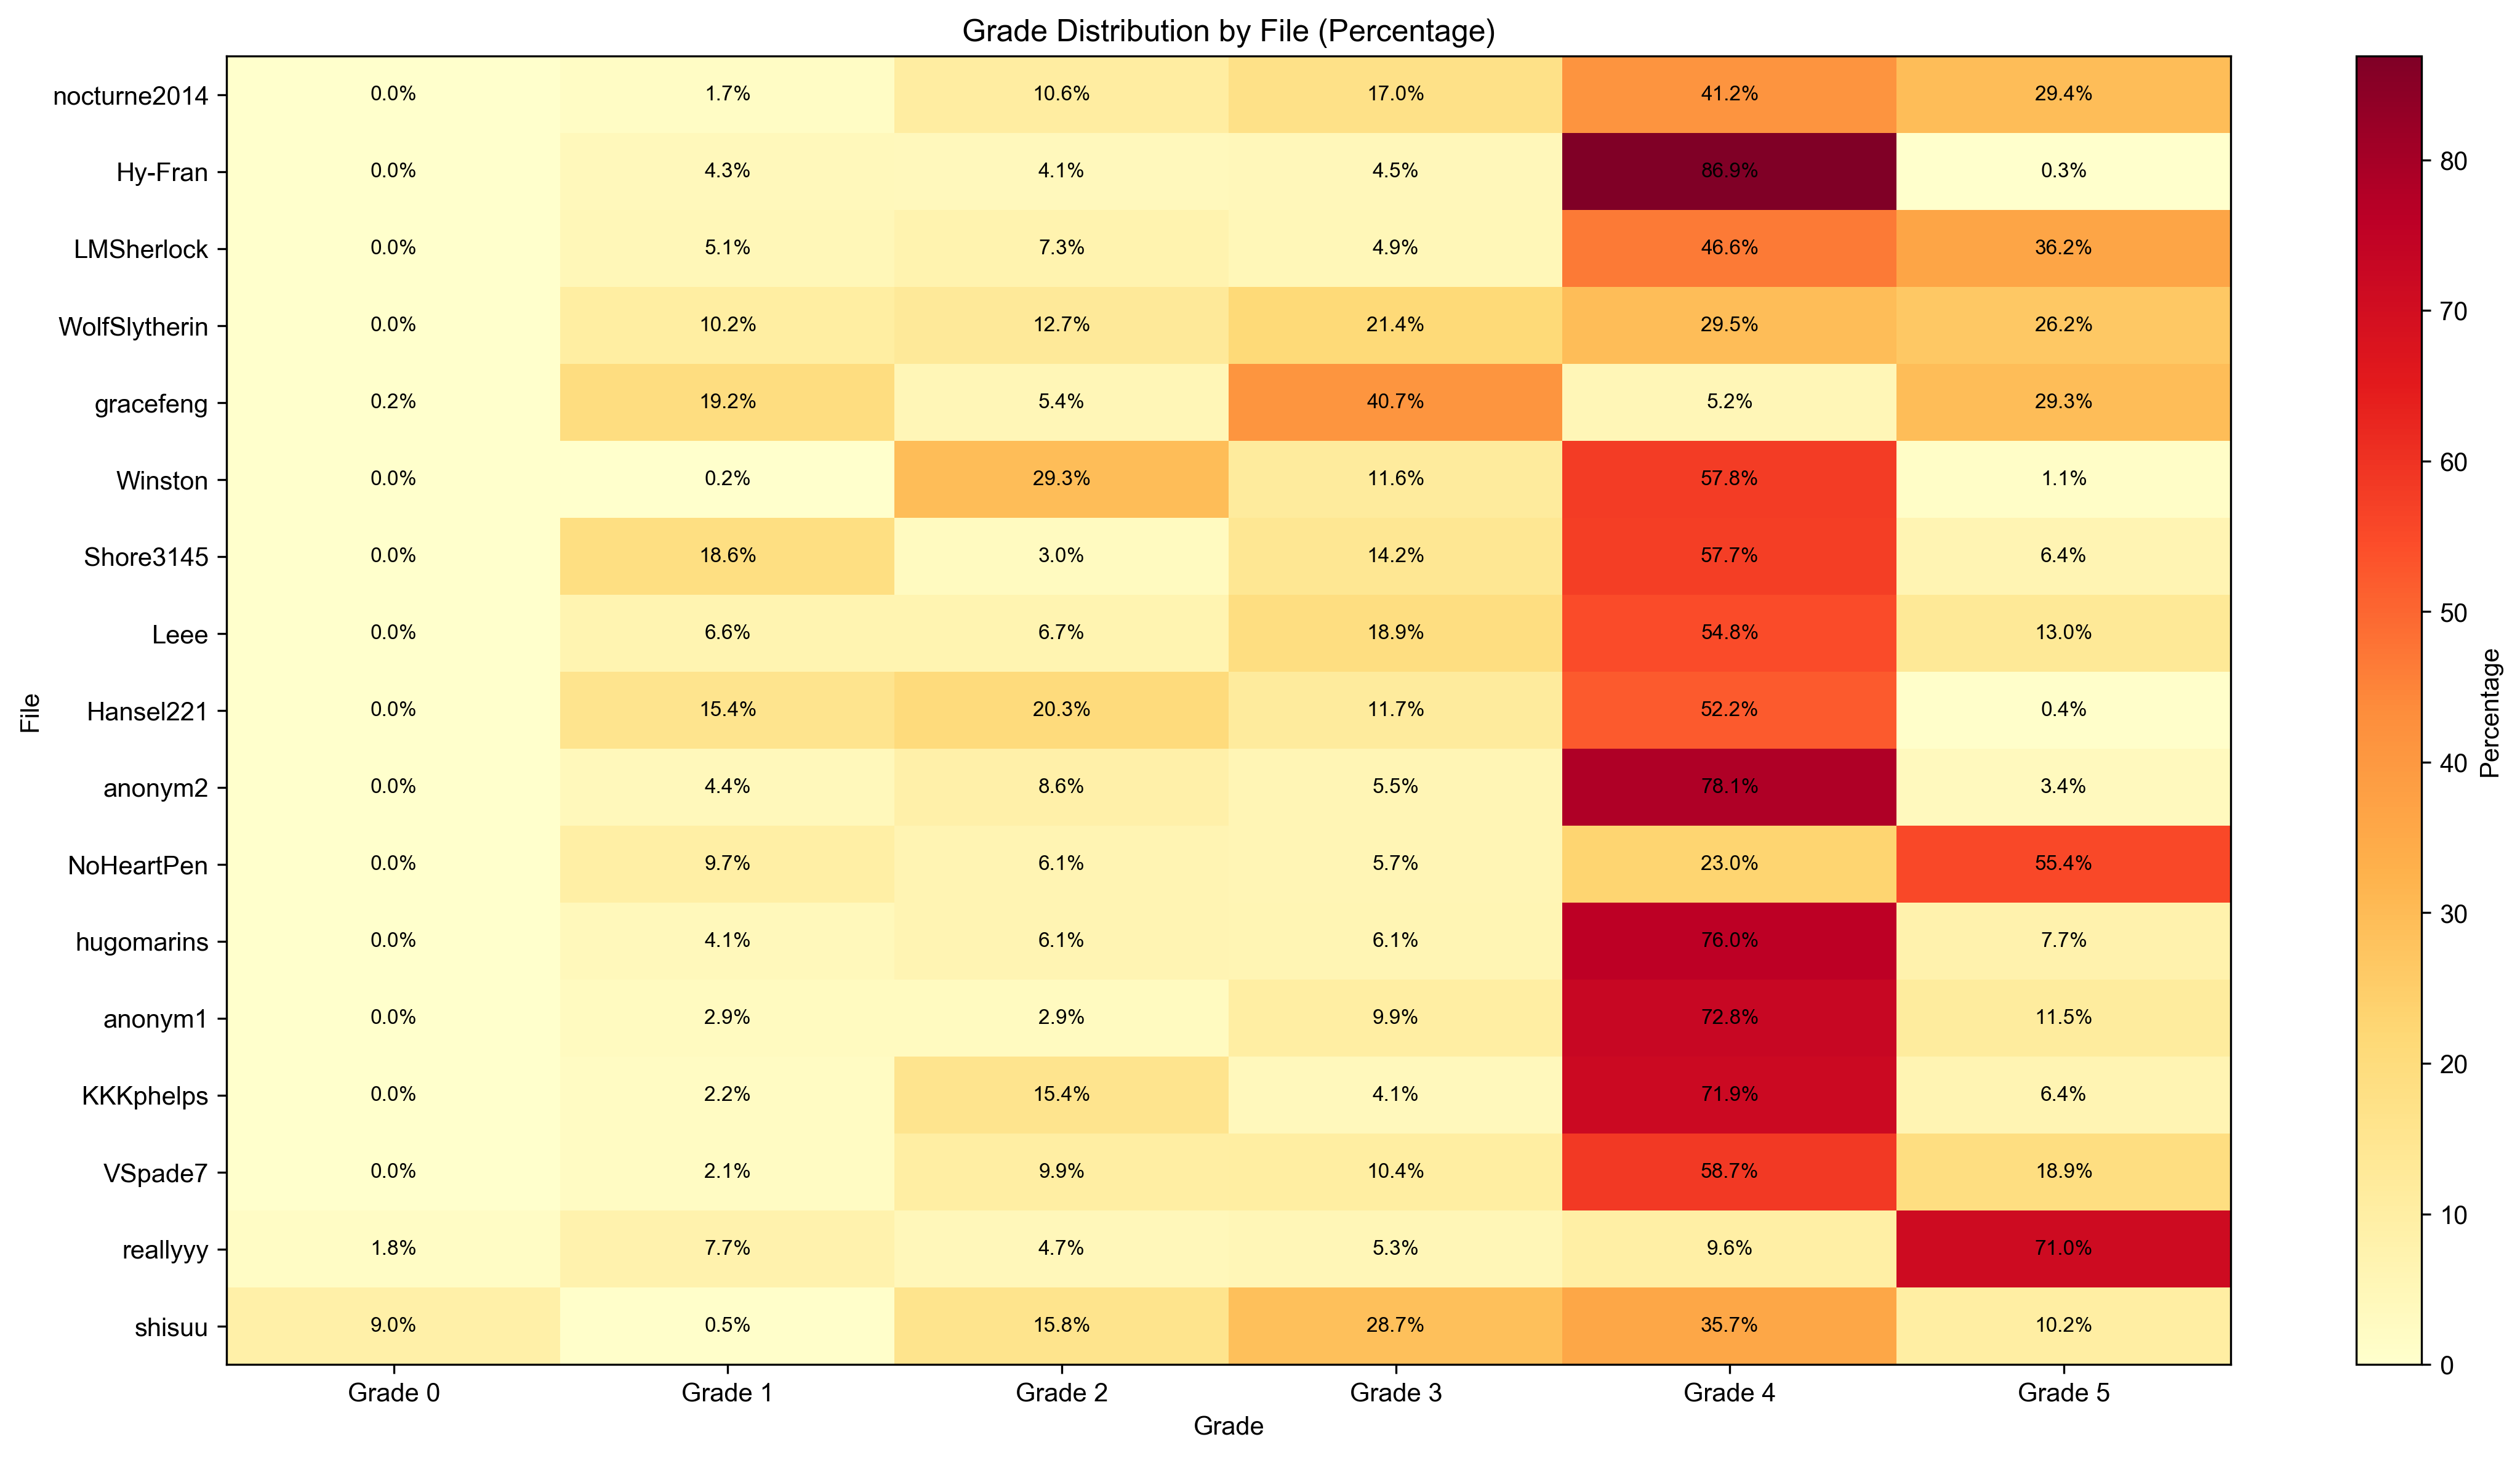 Grade Distribution by File (Percentage)
nocturne2014 0.0% 1.7% 10.6% 17.0% 41.2% 29.4%
Hy-Fran 0.0% 4.3% 4.1% 4.5% 86.9% 0.3%
LMSherlock 0.0% 5.1% 7.3% 4.9% 46.6% 36.2%
WolfSlytherin 0.0% 10.2% 12.7% 21.4% 29.5% 26.2%
gracefeng 0.2% 19.2% 5.4% 40.7% 5.2% 29.3%
Winston 0.0% 0.2% 29.3% 11.6% 57.8% 1.1%
Shore3145 0.0% 18.6% 3.0% 14.2% 57.7% 6.4%
Leee 0.0% 6.6% 6.7% 18.9% 54.8% 13.0%
Hansel221 0.0% 15.4% 20.3% 11.7% 52.2% 0.4%
anonym2 0.0% 4.4% 8.6% 5.5% 78.1% 3.4%
NoHeartPen 0.0% 9.7% 6.1% 5.7% 23.0% 55.4%
hugomarins 0.0% 4.1% 6.1% 6.1% 76.0% 7.7%
anonym1 0.0% 2.9% 2.9% 9.9% 72.8% 11.5%
KKKphelps 0.0% 2.2% 15.4% 4.1% 71.9% 6.4%
VSpade7 0.0% 2.1% 9.9% 10.4% 58.7% 18.9%
reallyyy 1.8% 7.7% 4.7% 5.3% 9.6% 71.0%
shisuu 9.0% 0.5% 15.8% 28.7% 35.7% 10.2%
Grade 0 Grade 1 Grade 2 Grade 3 Grade 4 Grade 5
Grade
File
80
70
60
50
40
30
20
10
0
Percentage